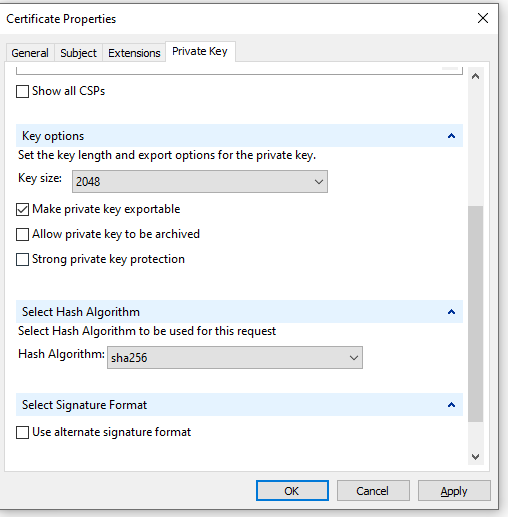 Certificate Properties
General
Subject
Extensions
Private Key
Show all CSPs
Key options
Set the key length and export options for the private key.
Key size:
2048
Make private key exportable
Allow private key to be archived
Strong private key protection
Select Hash Algorithm
Select Hash Algorithm to be used for this request
Hash Algorithm:
sha256
Select Signature Format
Use alternate signature format
OK
Cancel
Apply